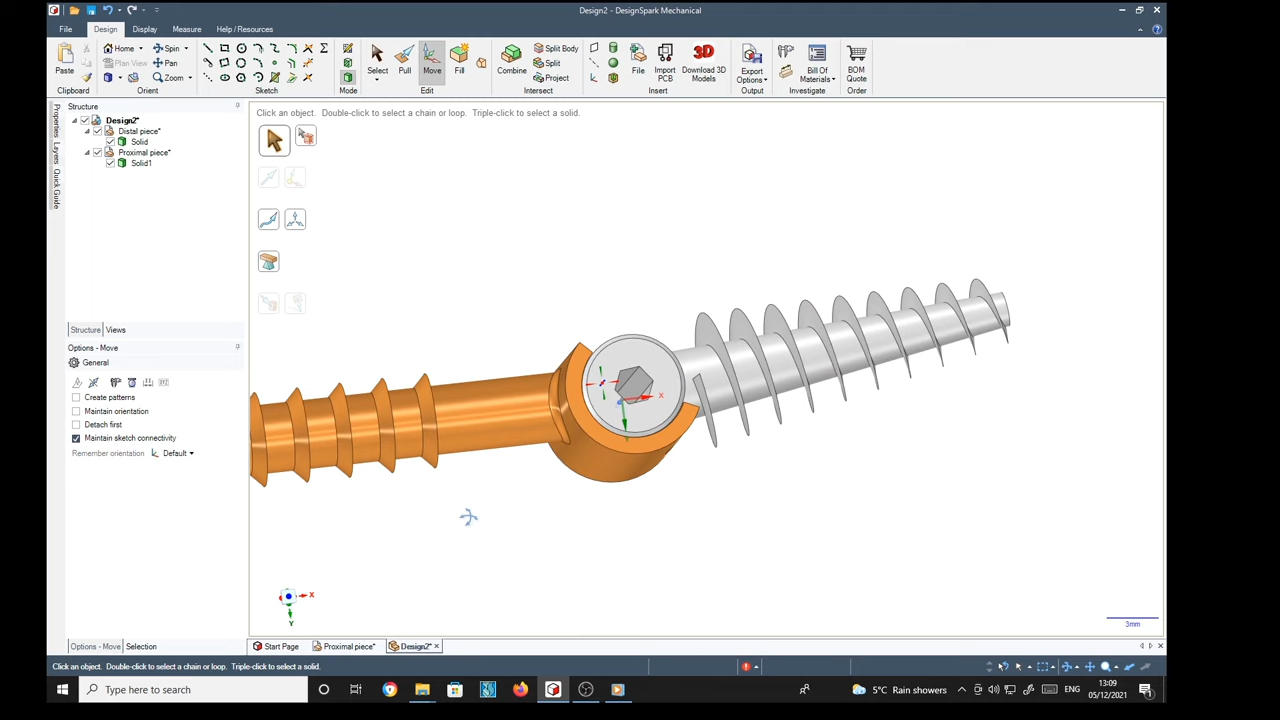 Design2* - DesignSpark Mechanical
File Design Display Measure Help / Resources
Paste
Home
Plan View
Spin
Pan
Zoom
Select Pull Move Fill
Combine
Split Body
Split
Project
File Import PCB Download 3D Models
Export Options
Bill Of Materials
BOM Quote
Clipboard Orient Sketch Mode Edit Intersect Insert Output Investigate Order
Properties Layers Quick Guide
Structure
Design2*
Distal piece*
Solid
Proximal piece*
Solid1
Structure Views
Options - Move
General
Create patterns
Maintain orientation
Detach first
Maintain sketch connectivity
Remember orientation Default
Options - Move Selection
Click an object. Double-click to select a chain or loop. Triple-click to select a solid.
X
X
Y
3mm
Start Page Proximal piece* Design2*
Click an object. Double-click to select a chain or loop. Triple-click to select a solid.
Type here to search
5°C Rain showers
ENG
13:09
05/12/2021
1